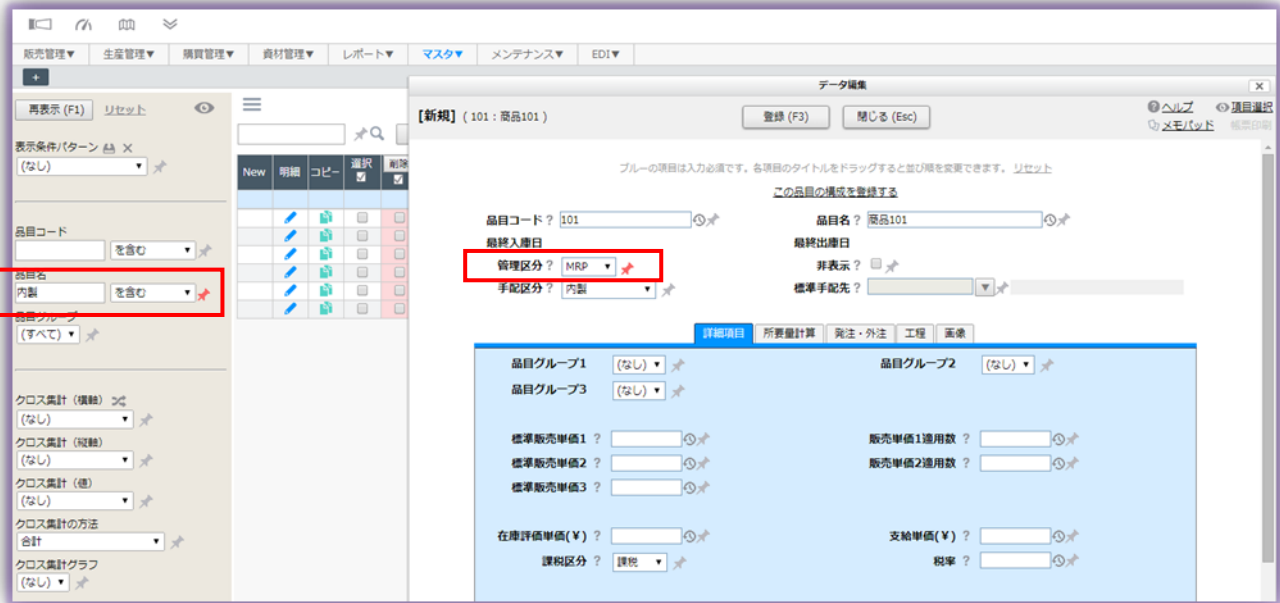 販売管理▼ 生産管理▼ 購買管理▼ 資材管理▼ レポート▼ マスタ▼ メンテナンス▼ EDI▼
+
データ編集 ×
再表示 (F1) リセット
[新規] ( 101 : 商品101 ) 登録 (F3) 閉じる (Esc) ヘルプ 項目選択
メモパッド 帳票印刷
表示条件パターン
(なし)
New 明細 コピー 選択 削除
ブルーの項目は入力必須です。各項目のタイトルをドラッグすると並び順を変更できます。 リセット
この品目の構成を登録する
品目コード
を含む
品目名
内製 を含む
品目グループ
(すべて)
品目コード ? 101 品目名 ? 商品101
最終入庫日 最終出庫日
管理区分 ? MRP 非表示 ?
手配区分 ? 内製 標準手配先 ?
詳細項目 所要量計算 発注・外注 工程 画像
品目グループ1 (なし) 品目グループ2 (なし)
品目グループ3 (なし)
クロス集計 (横軸)
(なし)
クロス集計 (縦軸)
(なし)
クロス集計 (値)
(なし)
クロス集計の方法
合計
クロス集計グラフ
(なし)
標準販売単価1 ? 販売単価1適用数 ?
標準販売単価2 ? 販売単価2適用数 ?
標準販売単価3 ?
在庫評価単価(¥) ? 支給単価(¥) ?
課税区分 ? 課税 税率 ?